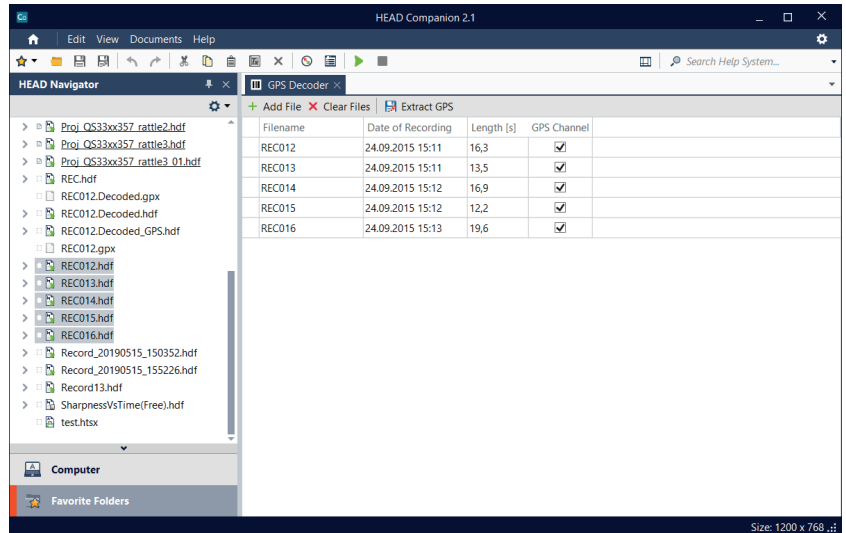 Co
HEAD Companion 2.1
Edit View Documents Help
Search Help System...
HEAD Navigator
GPS Decoder
Add File Clear Files Extract GPS
Filename Date of Recording Length [s] GPS Channel
REC012 24.09.2015 15:11 16,3
REC013 24.09.2015 15:11 13,5
REC014 24.09.2015 15:12 16,9
REC015 24.09.2015 15:12 12,2
REC016 24.09.2015 15:13 19,6
Proj_QS33xx357_rattle2.hdf
Proj_QS33xx357_rattle3.hdf
Proj_QS33xx357_rattle3_01.hdf
REC.hdf
REC012.Decoded.gpx
REC012.Decoded.hdf
REC012.Decoded_GPS.hdf
REC012.gpx
REC012.hdf
REC013.hdf
REC014.hdf
REC015.hdf
REC016.hdf
Record_20190515_150352.hdf
Record_20190515_155226.hdf
Record13.hdf
SharpnessVsTime(Free).hdf
test.htsx
Computer
Favorite Folders
Size: 1200 x 768